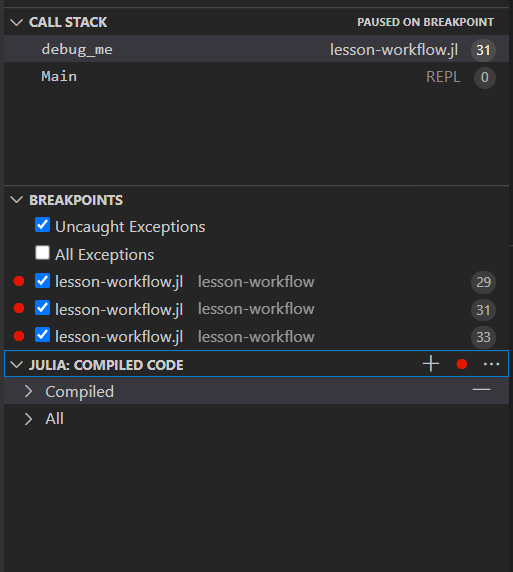 CALL STACK PAUSED ON BREAKPOINT
debug_me lesson-workflow.jl 31
Main REPL 0
BREAKPOINTS
Uncaught Exceptions
All Exceptions
lesson-workflow.jl lesson-workflow 29
lesson-workflow.jl lesson-workflow 31
lesson-workflow.jl lesson-workflow 33
JULIA: COMPILED CODE
Compiled
All